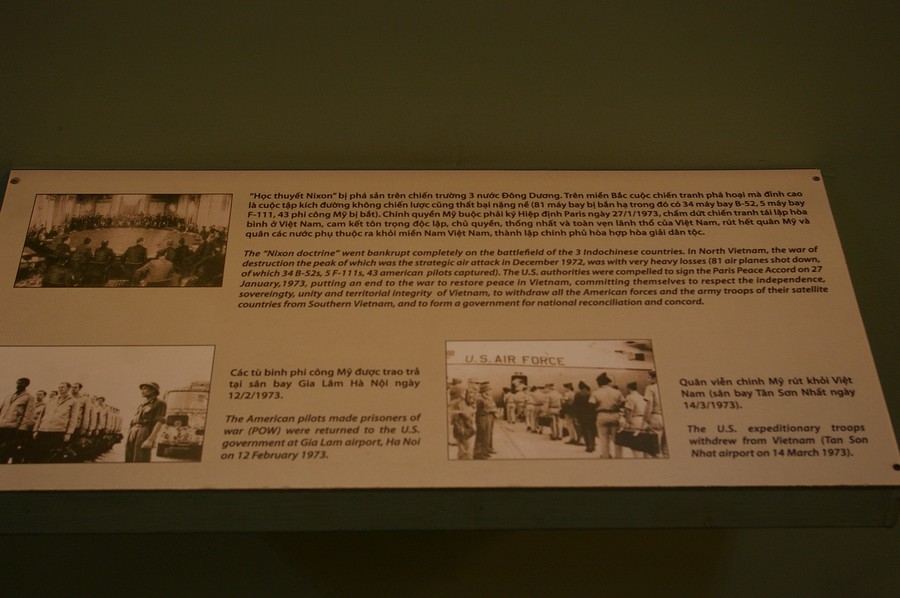 "Học thuyết Nixon" bị phá sản trên chiến trường 3 nước Đông Dương. Trên miền Bắc cuộc chiến tranh phá hoại mà đỉnh cao
là cuộc tập kích đường không chiến lược cũng thất bại nặng nề (81 máy bay bị bắn hạ trong đó có 34 máy bay B-52, 5 máy bay
F-111, 43 phi công Mỹ bị bắt). Chính quyền Mỹ buộc phải ký Hiệp định Paris ngày 27/1/1973, chấm dứt chiến tranh tái lập hòa
bình ở Việt Nam, cam kết tôn trọng độc lập, chủ quyền, thống nhất và toàn vẹn lãnh thổ của Việt Nam, rút hết quân Mỹ và
quân các nước phụ thuộc ra khỏi miền Nam Việt Nam, thành lập chính phủ hòa hợp hòa giải dân tộc.
The "Nixon doctrine" went bankrupt completely on the battlefield of the 3 Indochinese countries. In North Vietnam, the war of
destruction the peak of which was the strategic air attack in December 1972, was with very heavy losses (81 air planes shot down,
of which 34 B-52s, 5 F-111s, 43 american pilots captured). The U.S. authorities were compelled to sign the Paris Peace Accord on 27
January,1973, putting an end to the war to restore peace in Vietnam, committing themselves to respect the independence,
sovereingty, unity and territorial integrity of Vietnam, to withdraw all the American forces and the army troops of their satellite
countries from Southern Vietnam, and to form a government for national reconciliation and concord.
Các tù binh phi công Mỹ được trao trả
tại sân bay Gia Lâm Hà Nội ngày
12/2/1973.
The American pilots made prisoners of
war (POW) were returned to the U.S.
government at Gia Lam airport, Ha Noi
on 12 February 1973.
U.S. AIR FORCE
Quân viễn chinh Mỹ rút khỏi Việt
Nam (sân bay Tân Sơn Nhất ngày
14/3/1973).
The U.S. expeditionary troops
withdrew from Vietnam (Tan Son
Nhat airport on 14 March 1973).